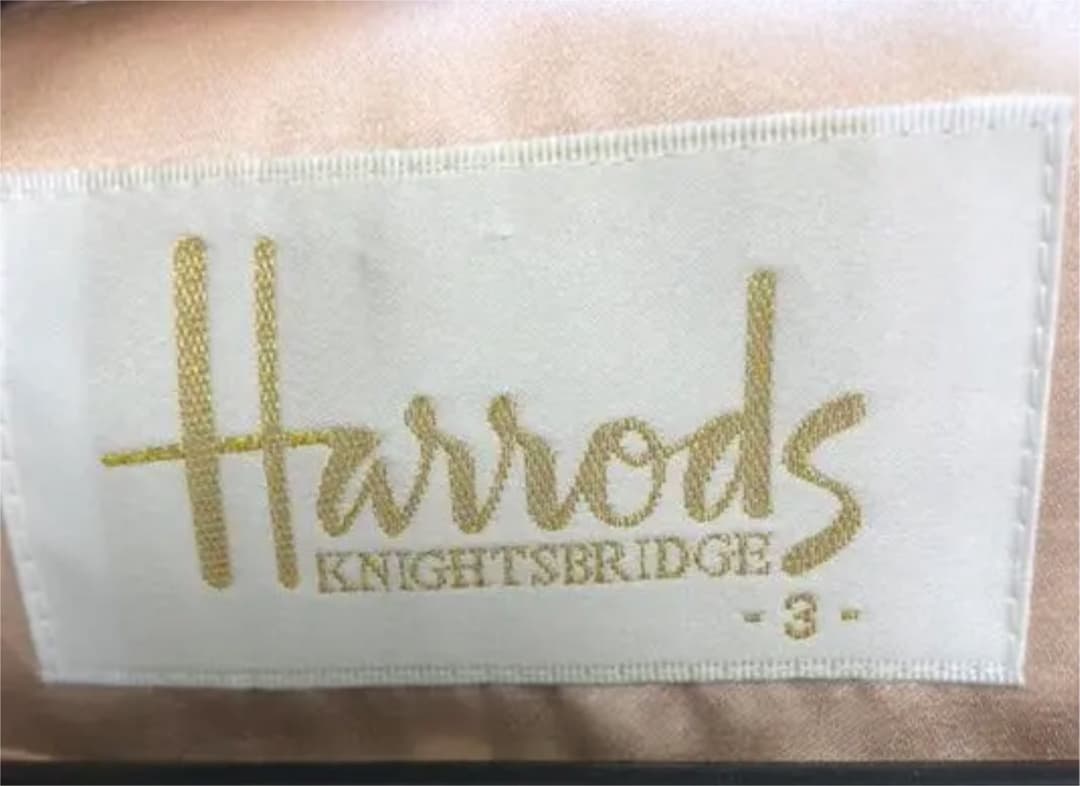 Harrods
KNIGHTSBRIDGE
- 3 -